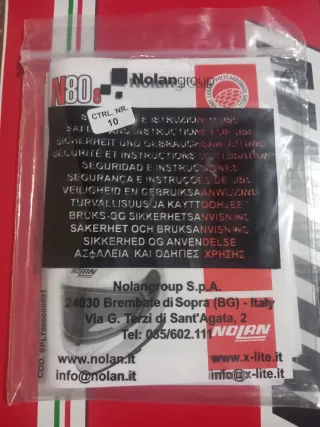 N80
Nolangroup
CTRL. NR.
10
SICUREZZA E ISTRUZIONI D'USO
SAFETY AND INSTRUCTIONS FOR USE
SICHERHEIT UND GEBRAUCHSANLEITUNG
SÉCURITÉ ET INSTRUCTIONS D'UTILISATION
SEGURIDAD E INSTRUCCIONES
SEGURANÇA E INSTRUÇÕES DE USO
VEILIGHEID EN GEBRUIKSAANWIJZING
TURVALLISUUS JA KÄYTTÖOHJEET
BRUKS-OG SIKKERHETSANVISNING
SÄKERHET OCH BRUKSANVISNING
SIKKERHED OG ANVENDELSE
ΑΣΦΑΛΕΙΑ ΚΑΙ ΟΔΗΓΙΕΣ ΧΡΗΣΗΣ
NOLAN
Nolangroup S.p.A.
24030 Brembate di Sopra (BG) - Italy
Via G. Terzi di Sant'Agata, 2
Tel: 035/602.111
NOLAN
www.nolan.it www.x-lite.it
info@nolan.it info@x-lite.it